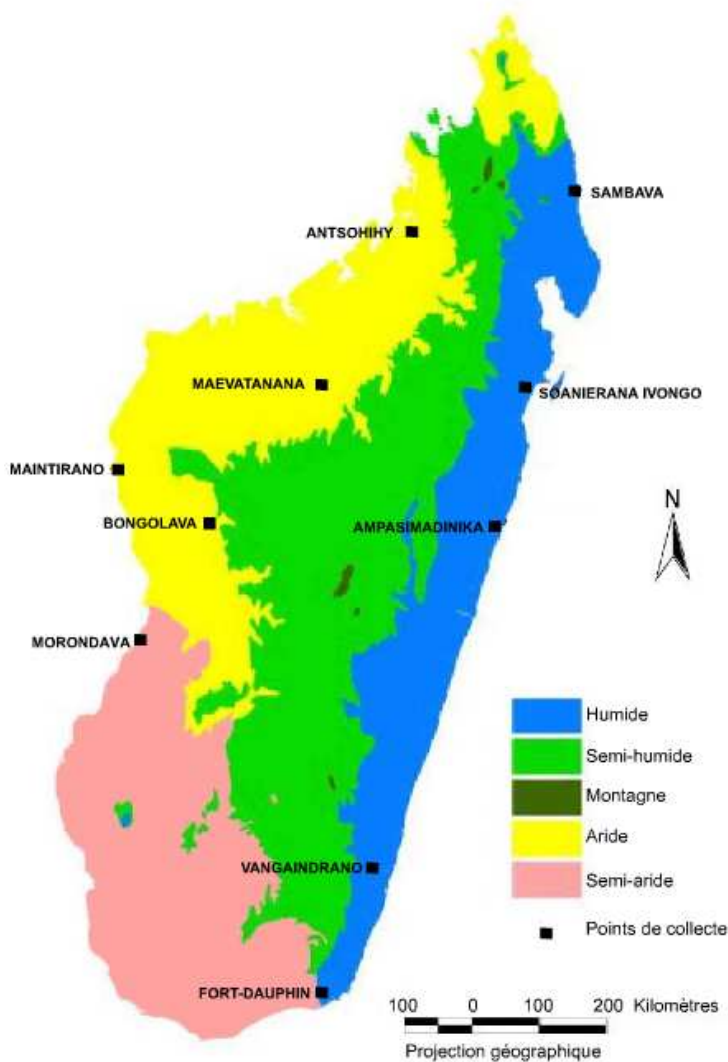 SAMBAVA
ANTSOHIHY
MAEVATANANA
SOANIERANA IVONGO
MAINTIRANO
N
BONGOLAVA
AMPASIMADINIKA
MORONDAVA
Humide
Semi-humide
Montagne
Aride
VANGAINDRANO
Semi-aride
Points de collecte
FORT-DAUPHIN
100 0 100 200 Kilomètres
Projection géographique